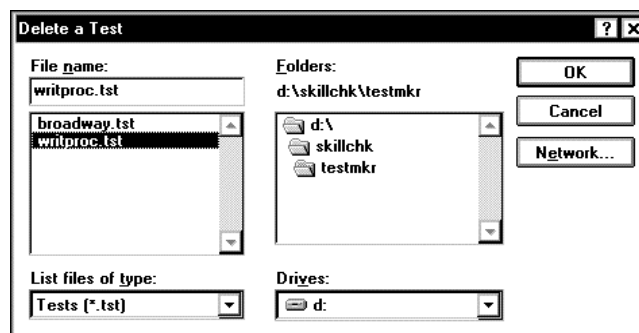 Delete a Test ? X
File name:
writproc.tst
broadway.tst
writproc.tst
List files of type:
Tests (*.tst)
Folders:
d:\skillchk\testmkr
d:\
skillchk
testmkr
Drives:
d:
OK
Cancel
Network...